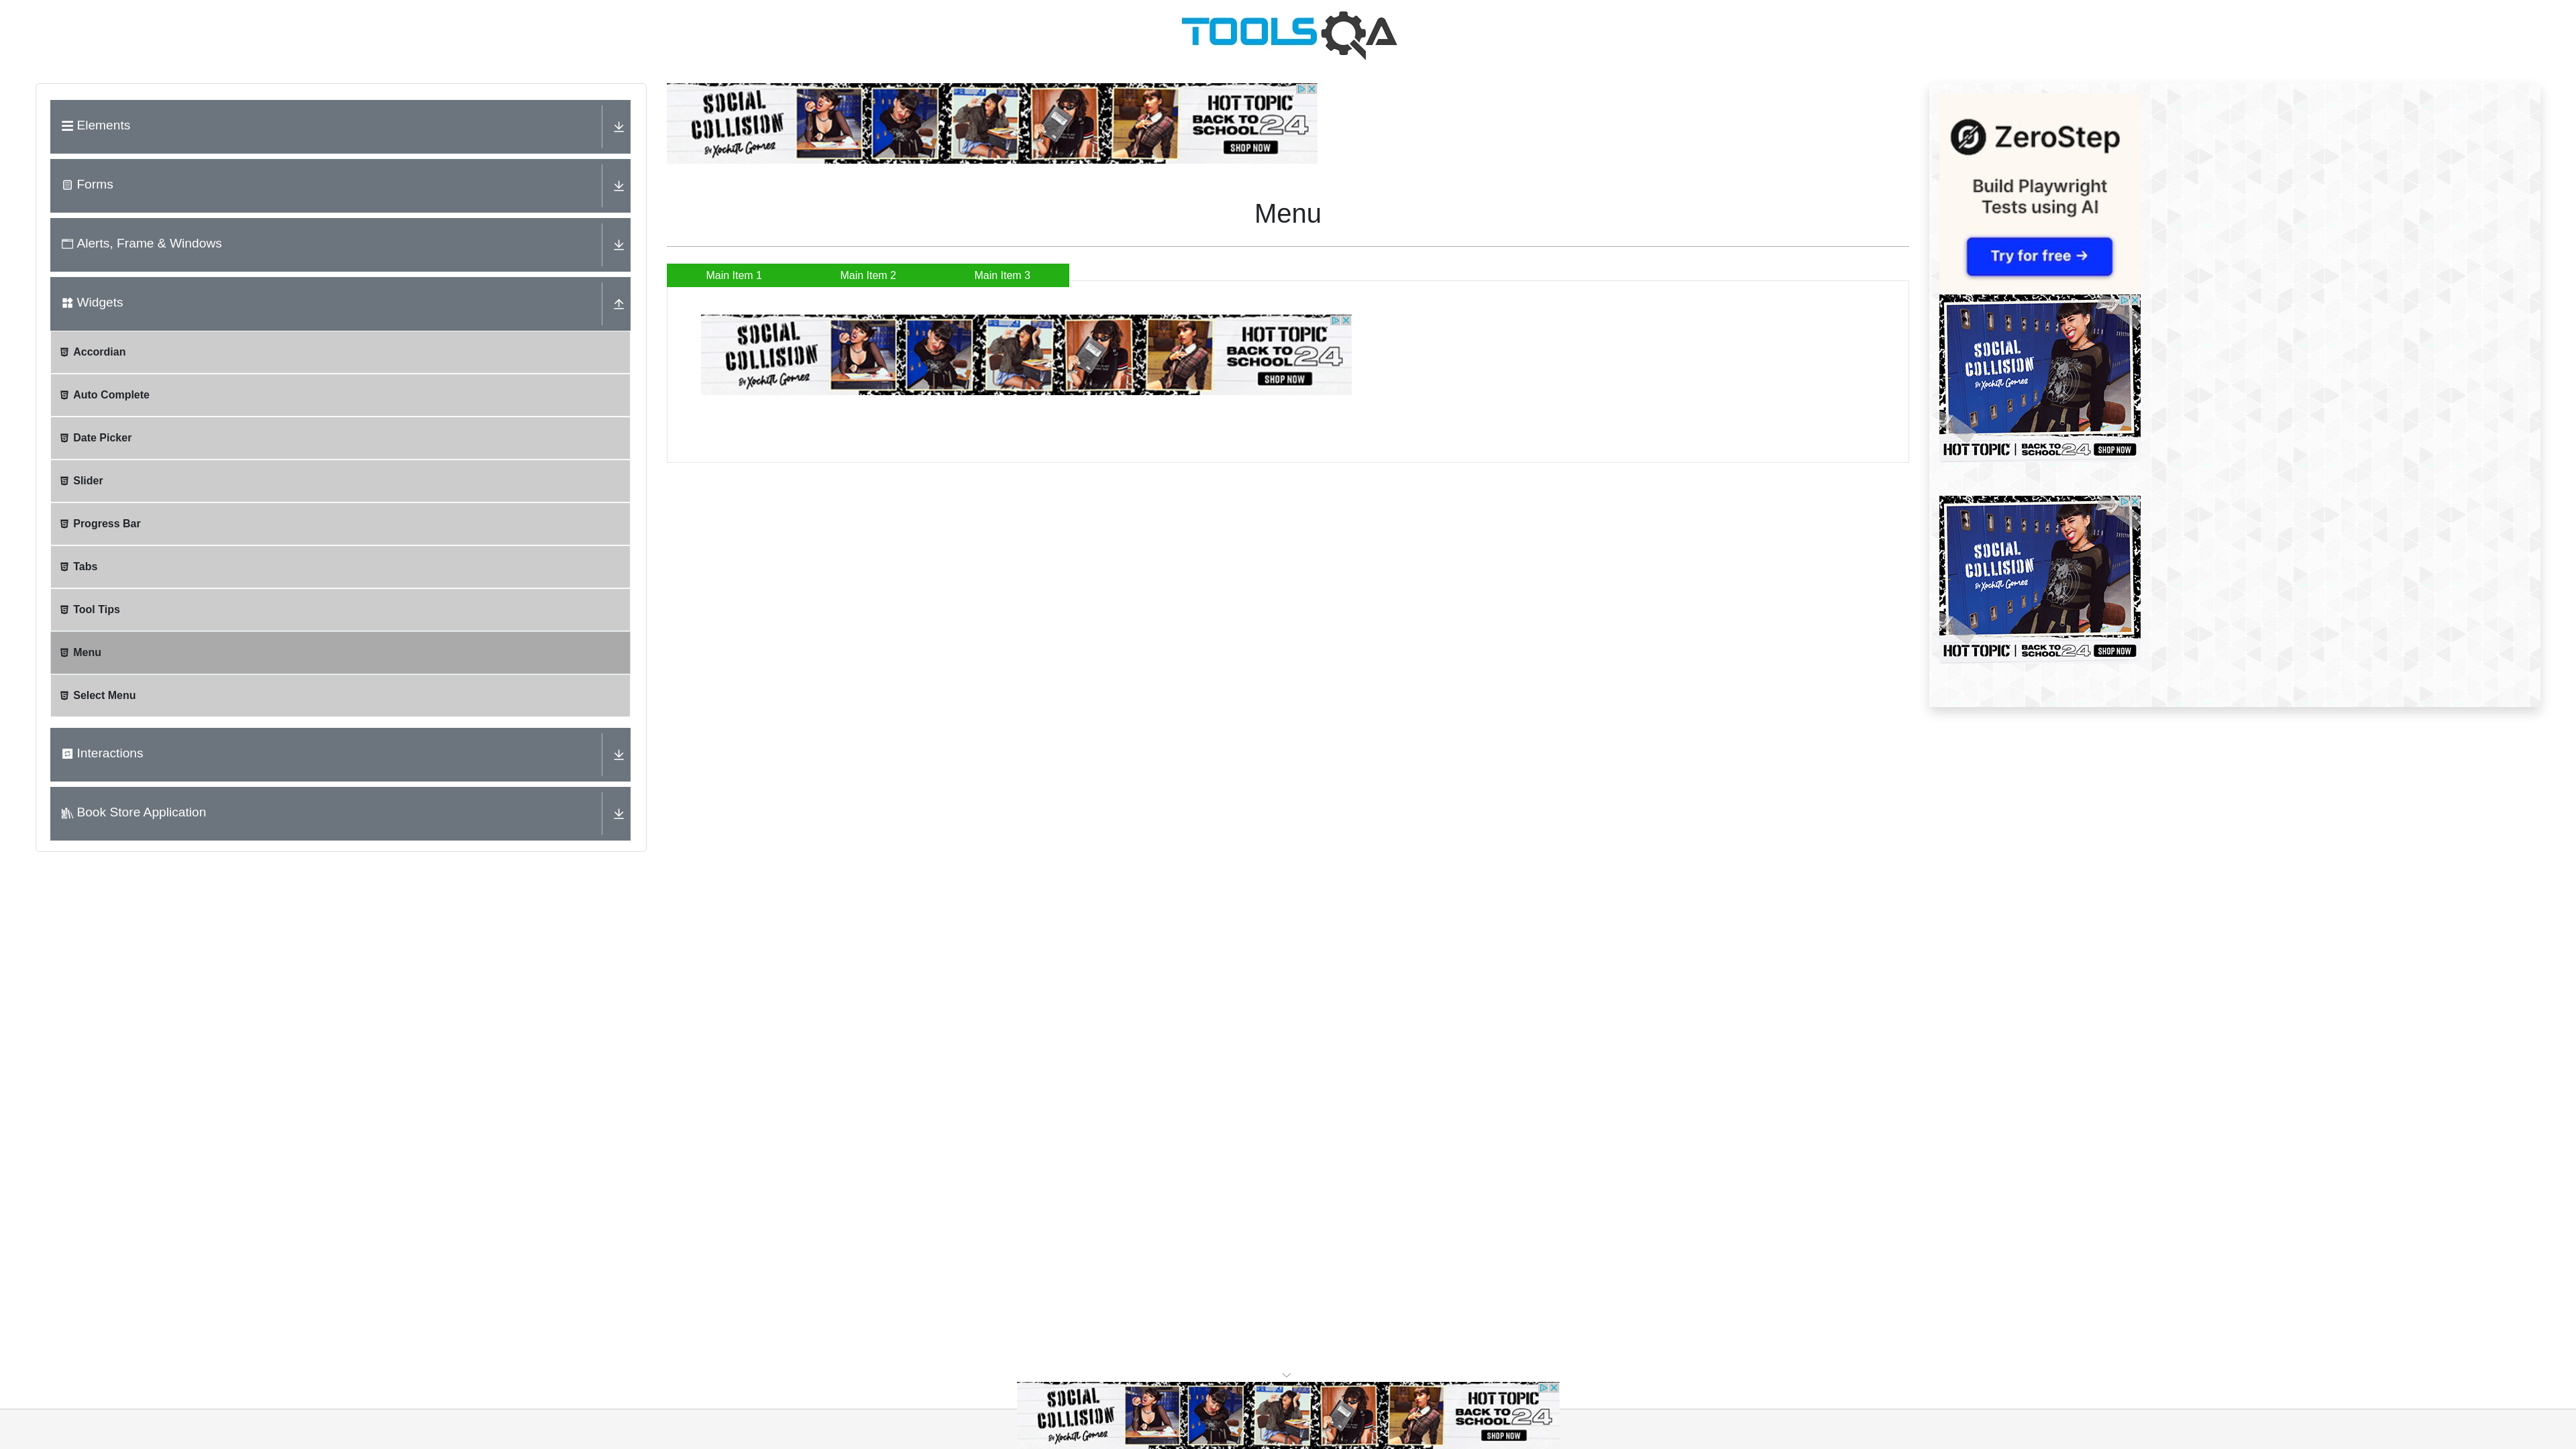 TOOLSQA
Elements
Forms
Alerts, Frame & Windows
Widgets
Accordian
Auto Complete
Date Picker
Slider
Progress Bar
Tabs
Tool Tips
Menu
Select Menu
Interactions
Book Store Application
SOCIAL
COLLISION
By Xochitl Gomez
HOT TOPIC
BACK TO
SCHOOL 24
SHOP NOW
Menu
Main Item 1
Main Item 2
Main Item 3
SOCIAL
COLLISION
By Xochitl Gomez
HOT TOPIC
BACK TO
SCHOOL 24
SHOP NOW
ZeroStep
Build Playwright
Tests using AI
Try for free →
SOCIAL
COLLISION
By Xochitl Gomez
HOT TOPIC | BACK TO SCHOOL 24 SHOP NOW
SOCIAL
COLLISION
By Xochitl Gomez
HOT TOPIC | BACK TO SCHOOL 24 SHOP NOW
SOCIAL
COLLISION
By Xochitl Gomez
HOT TOPIC
BACK TO
SCHOOL 24
SHOP NOW